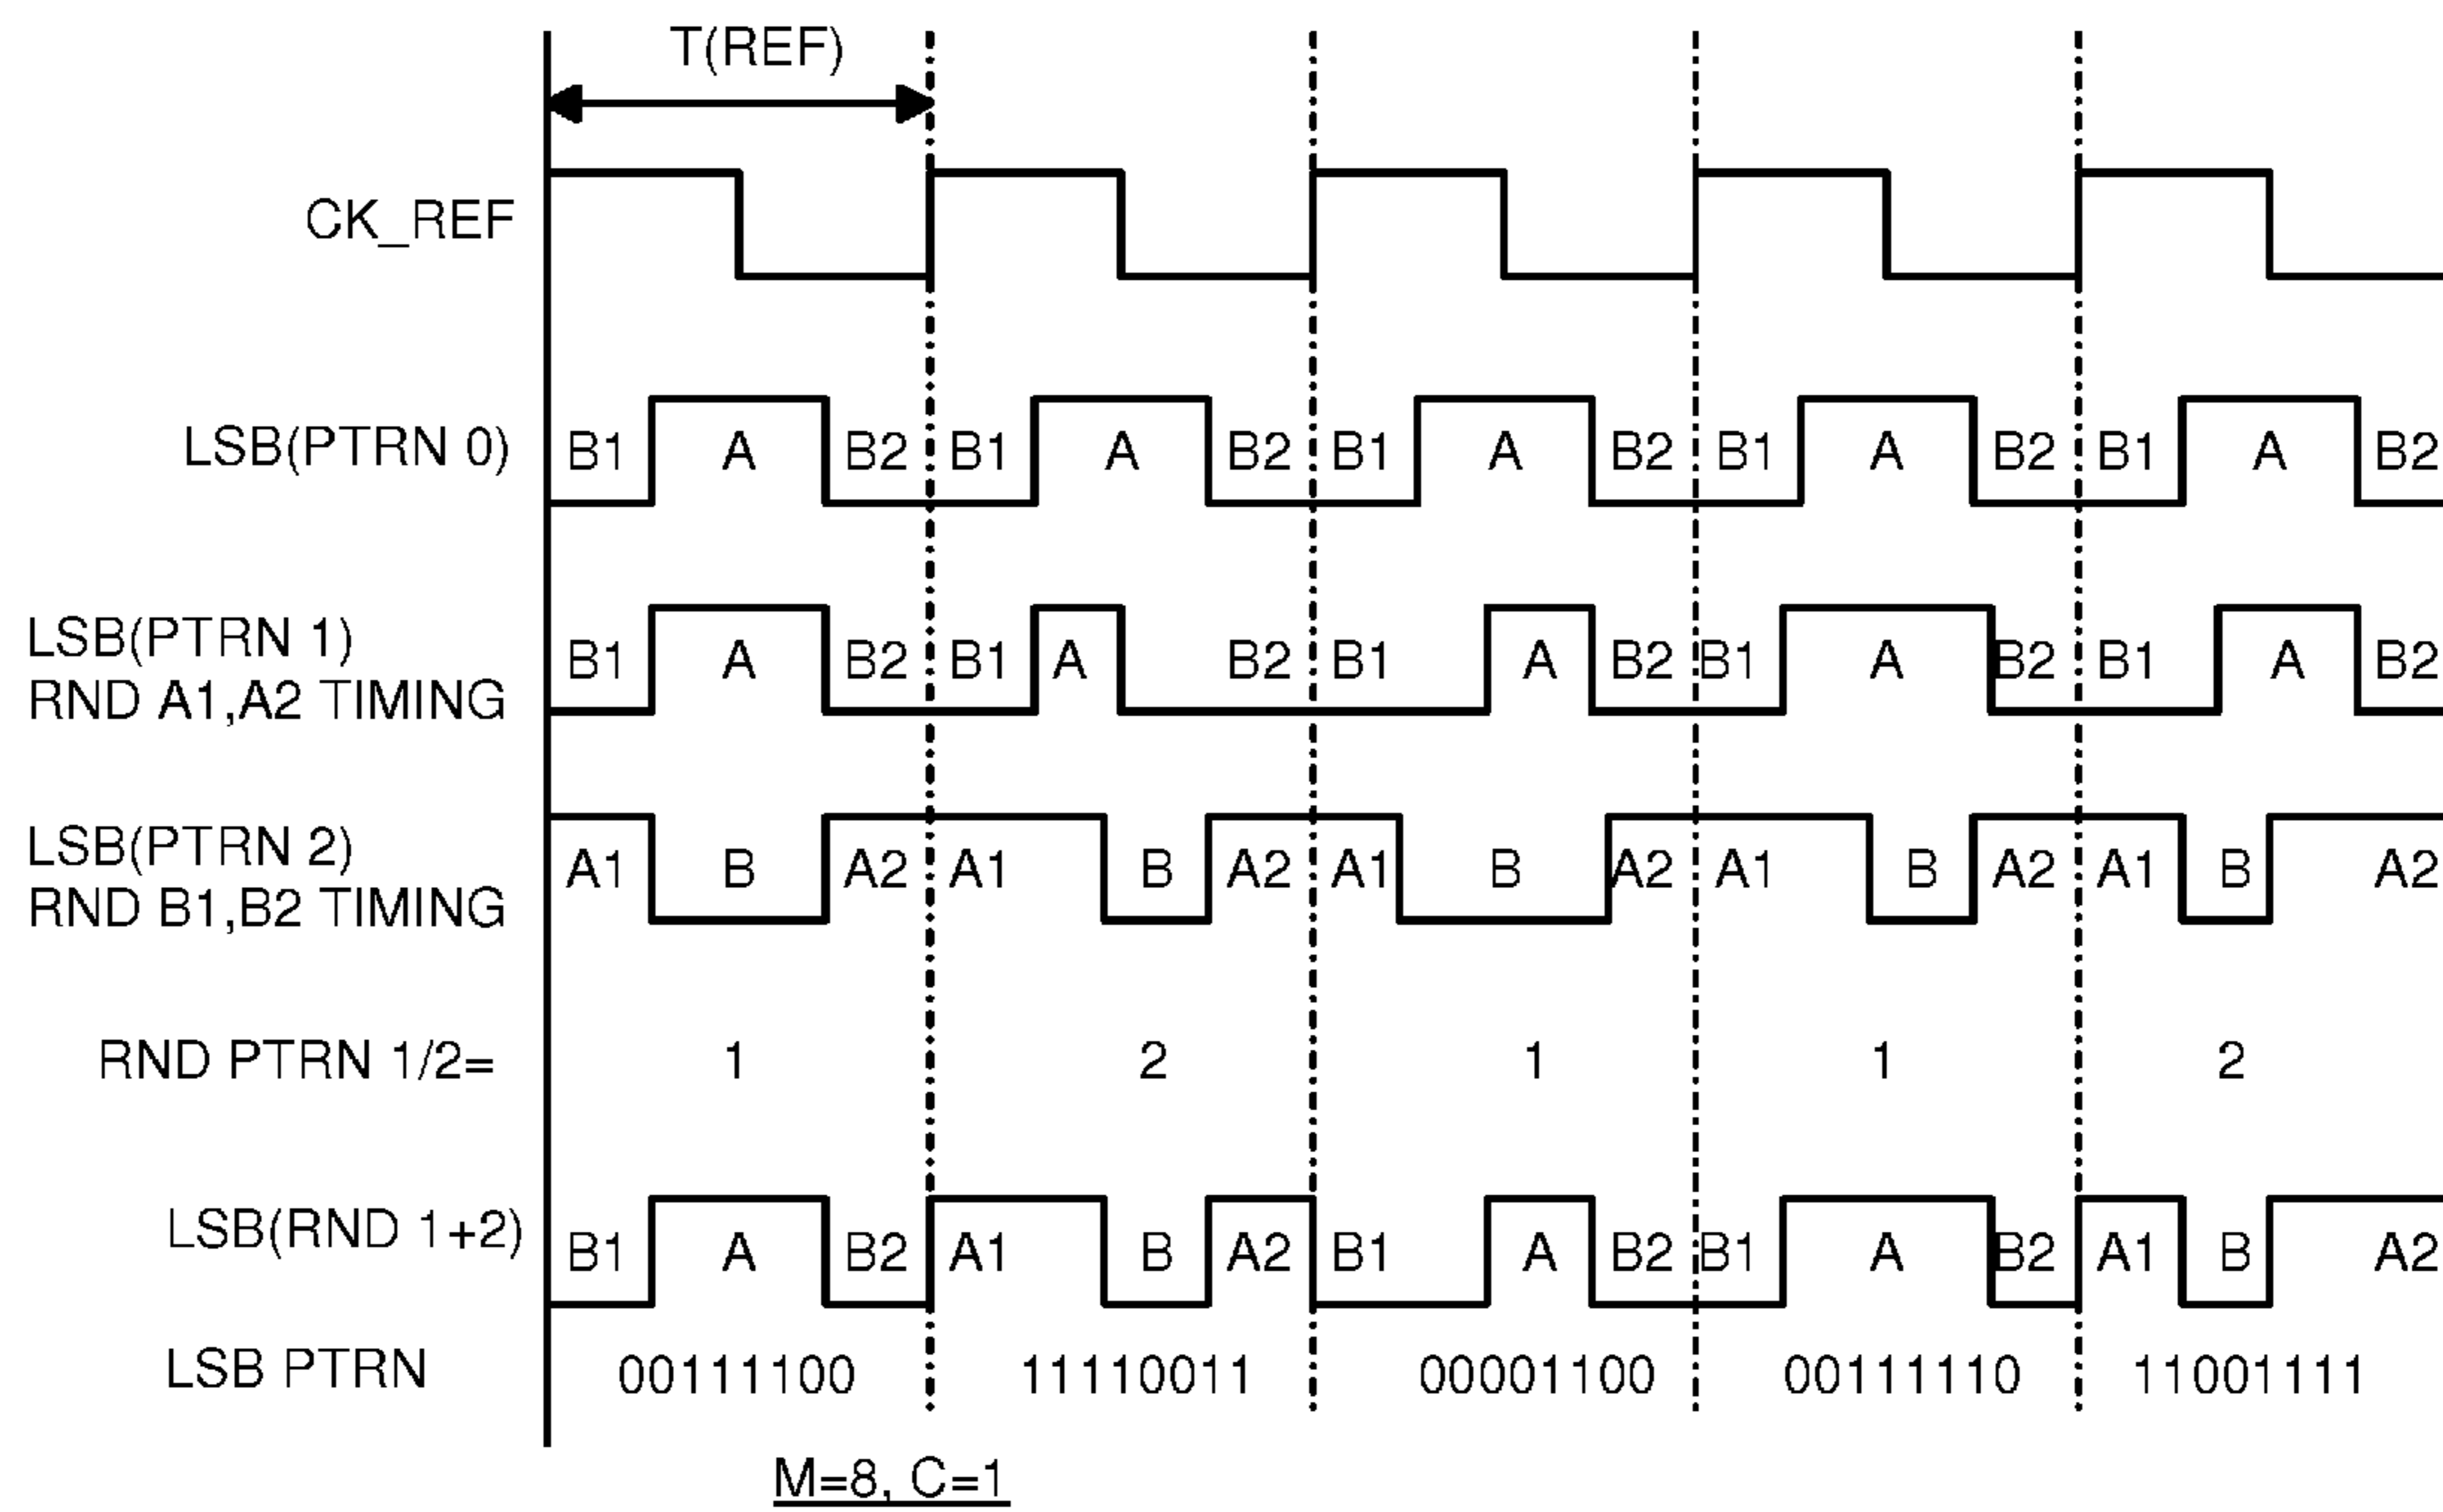 T(REF)
CK_REF
LSB(PTRN 0) B1 A B2 B1 A B2 B1 A B2 B1 A B2 B1 A B2
LSB(PTRN 1)
RND A1,A2 TIMING
B1 A B2 B1 A B2 B1 A B2 B1 A B2 B1 A B2
LSB(PTRN 2)
RND B1,B2 TIMING
A1 B A2 A1 B A2 A1 B A2 A1 B A2 A1 B A2
RND PTRN 1/2= 1 2 1 1 2
LSB(RND 1+2) B1 A B2 A1 B A2 B1 A B2 B1 A B2 A1 B A2
LSB PTRN 00111100 11110011 00001100 00111110 11001111
M=8, C=1